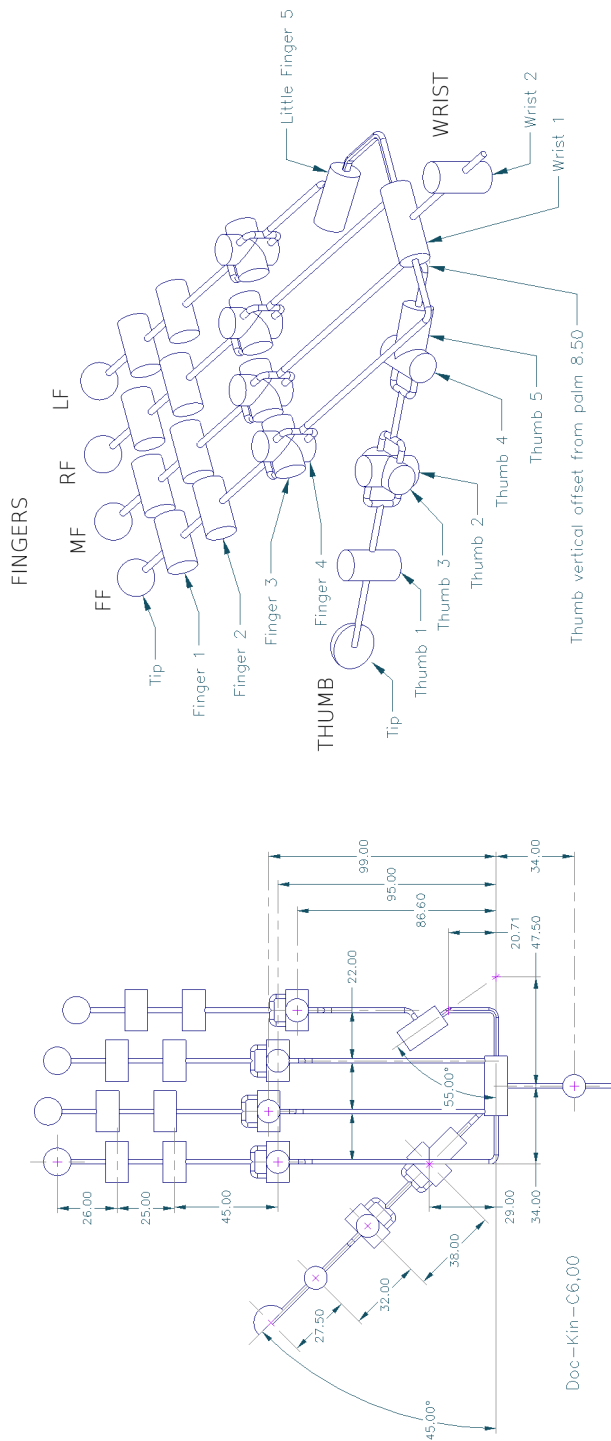 FINGERS
LF
RF
MF
FF
Tip
Finger 1
Finger 2
Finger 3
Finger 4
Little Finger 5
WRIST
Wrist 2
Wrist 1
THUMB
Tip
Thumb 1
Thumb 3
Thumb 2
Thumb 4
Thumb 5
Thumb vertical offset from palm 8.50
26.00
25.00
45.00
22.00
99.00
95.00
86.60
34.00
20.71
47.50
55.00°
29.00
34.00
38.00
32.00
27.50
45.00°
Doc-Kin-C6,00